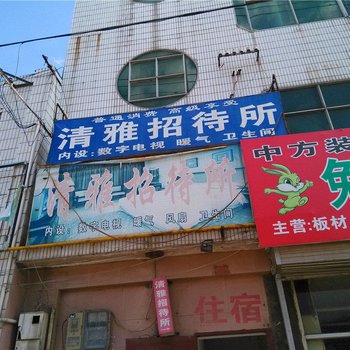 普通消费 高级享受
清雅招待所
内设:数字电视 暖气 卫生间
清雅招待所
内设:数字电视 暖气 风扇 卫生间
中方装
兔
主营:板材
清雅招待所
住宿